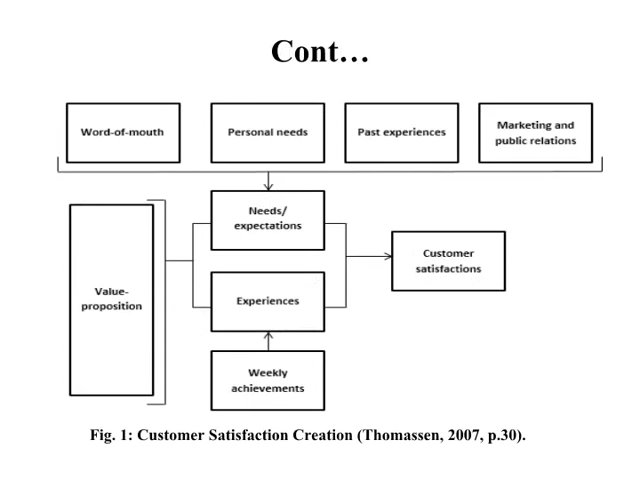 Cont…
Word-of-mouth
Personal needs
Past experiences
Marketing and
public relations
Needs/
expectations
Value-
proposition
Customer
satisfactions
Experiences
Weekly
achievements
Fig. 1: Customer Satisfaction Creation (Thomassen, 2007, p.30).